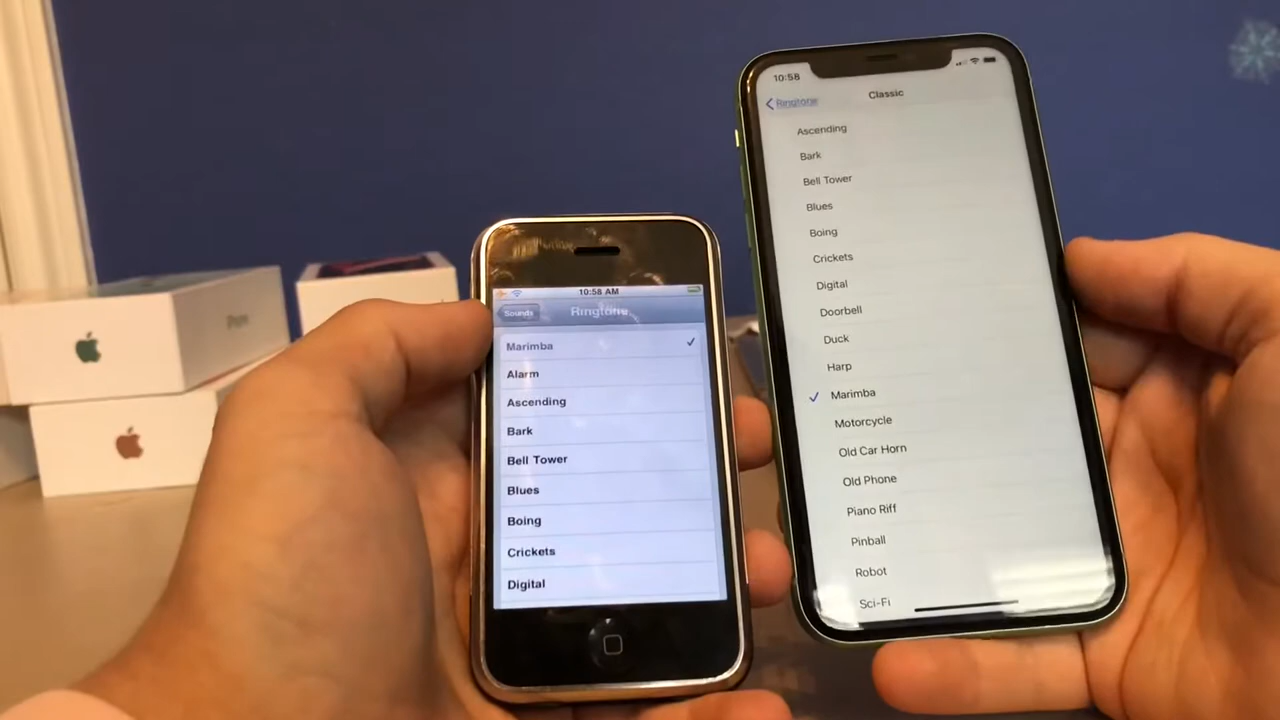 10:58 AM
Sounds
Ringtone
Marimba
Alarm
Ascending
Bark
Bell Tower
Blues
Boing
Crickets
Digital
10:58
Ringtone
Classic
Ascending
Bark
Bell Tower
Blues
Boing
Crickets
Digital
Doorbell
Duck
Harp
Marimba
Motorcycle
Old Car Horn
Old Phone
Piano Riff
Pinball
Robot
Sci-Fi